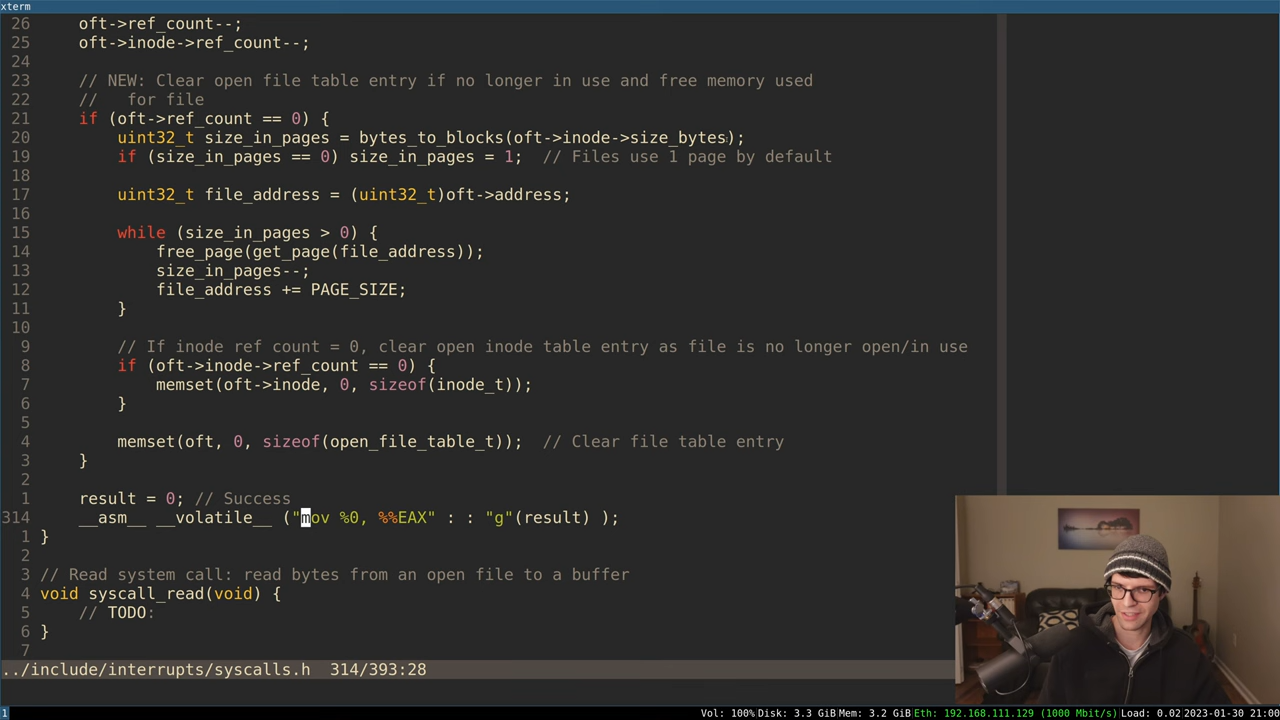 xterm
26     oft->ref_count--;
25     oft->inode->ref_count--;
24
23     // NEW: Clear open file table entry if no longer in use and free memory used
22     //   for file
21     if (oft->ref_count == 0) {
20         uint32_t size_in_pages = bytes_to_blocks(oft->inode->size_bytes);
19         if (size_in_pages == 0) size_in_pages = 1;  // Files use 1 page by default
18
17         uint32_t file_address = (uint32_t)oft->address;
16
15         while (size_in_pages > 0) {
14             free_page(get_page(file_address));
13             size_in_pages--;
12             file_address += PAGE_SIZE;
11         }
10
9         // If inode ref count = 0, clear open inode table entry as file is no longer open/in use
8         if (oft->inode->ref_count == 0) {
7             memset(oft->inode, 0, sizeof(inode_t));
6         }
5
4         memset(oft, 0, sizeof(open_file_table_t));  // Clear file table entry
3     }
2
1     result = 0; // Success
314     __asm__ __volatile__ ("mov %0, %%EAX" : : "g"(result) );
1 }
2
3 // Read system call: read bytes from an open file to a buffer
4 void syscall_read(void) {
5     // TODO:
6 }
7
../include/interrupts/syscalls.h  314/393:28
1 Vol: 100% Disk: 3.3 GiB Mem: 3.2 GiB Eth: 192.168.111.129 (1000 Mbit/s) Load: 0.02 2023-01-30 21:00